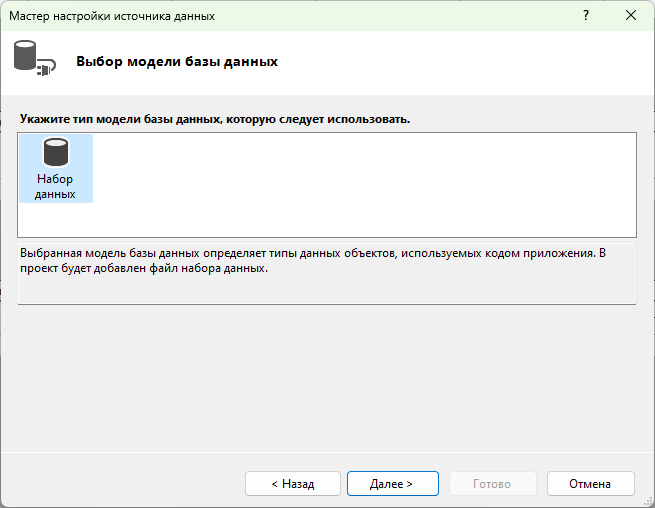 Мастер настройки источника данных
?
Выбор модели базы данных
Укажите тип модели базы данных, которую следует использовать.
Набор
данных
Выбранная модель базы данных определяет типы данных объектов, используемых кодом приложения. В
проект будет добавлен файл набора данных.
< Назад
Далее >
Готово
Отмена